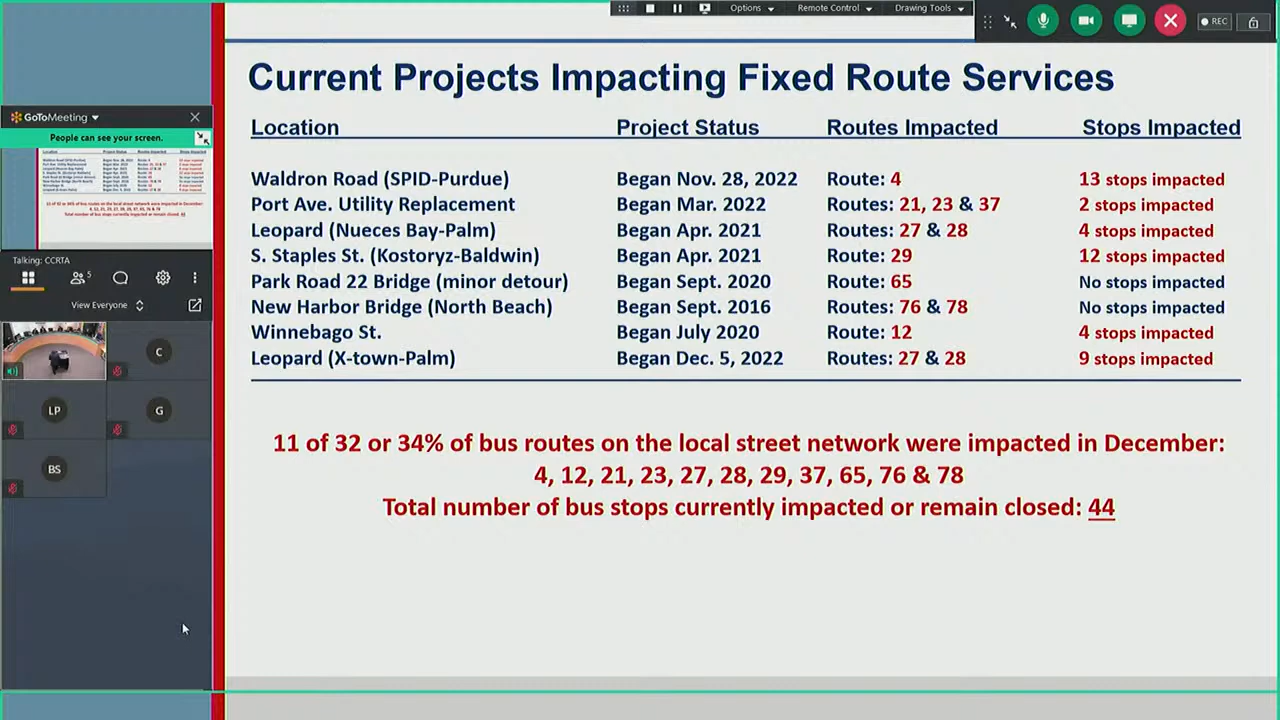 Options
Remote Control
Drawing Tools
REC
GoToMeeting
People can see your screen.
Talking: CCRTA
5
View Everyone
C
LP
G
BS
Current Projects Impacting Fixed Route Services
Location Project Status Routes Impacted Stops Impacted
Waldron Road (SPID-Purdue) Began Nov. 28,2022 Route: 4 13 stops impacted
Port Ave. Utility Replacement Began Mar. 2022 Routes: 21, 23 & 37 2 stops impacted
Leopard (Nueces Bay-Palm) Began Apr. 2021 Routes: 27 & 28 4 stops impacted
S. Staples St. (Kostoryz-Baldwin) Began Apr. 2021 Route: 29 12 stops impacted
Park Road 22 Bridge (minor detour) Began Sept. 2020 Route: 65 No stops impacted
New Harbor Bridge (North Beach) Began Sept. 2016 Routes: 76 & 78 No stops impacted
Winnebago St. Began July 2020 Route: 12 4 stops impacted
Leopard (X-town-Palm) Began Dec. 5, 2022 Routes: 27 & 28 9 stops impacted
11 of 32 or 34% of bus routes on the local street network were impacted in December:
4, 12, 21, 23, 27, 28, 29, 37, 65, 76 & 78
Total number of bus stops currently impacted or remain closed: 44